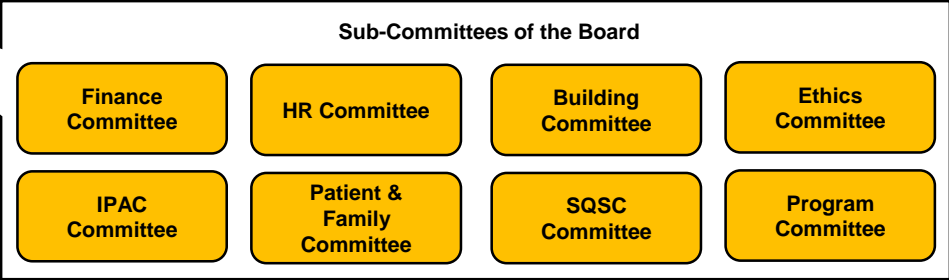 Sub-Committees of the Board
Finance
Committee
HR Committee
Building
Committee
Ethics
Committee
IPAC
Committee
Patient &
Family
Committee
SQSC
Committee
Program
Committee